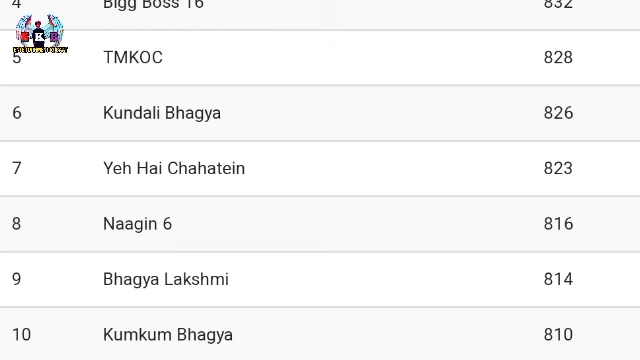 4 Bigg Boss 16 832
5 TMKOC 828
6 Kundali Bhagya 826
7 Yeh Hai Chahatein 823
8 Naagin 6 816
9 Bhagya Lakshmi 814
10 Kumkum Bhagya 810